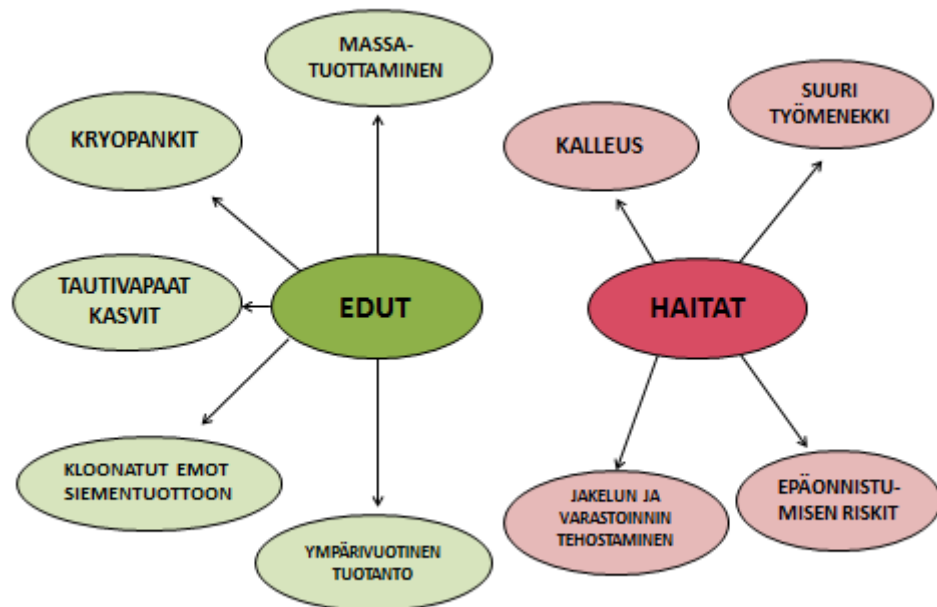 MASSA-
TUOTTAMINEN
KRYOPANKIT
TAUTIVAPAAT
KASVIT
EDUT
KLOONATUT EMOT
SIEMENTUOTTOON
YMPÄRIVUOTINEN
TUOTANTO
SUURI
TYÖMENEKKI
KALLEUS
HAITAT
JAKELUN JA
VARASTOINNIN
TEHOSTAMINEN
EPÄONNISTU-
MISEN RISKIT